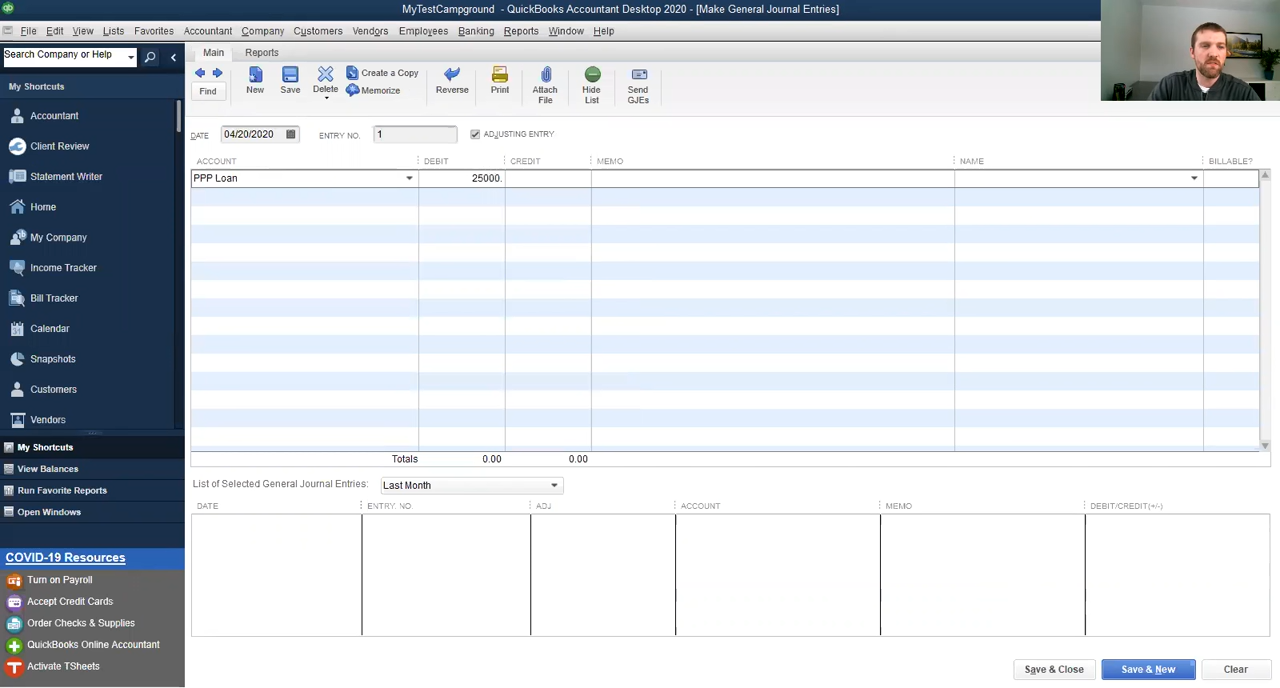 MyTestCampground - QuickBooks Accountant Desktop 2020 - [Make General Journal Entries]
File Edit View Lists Favorites Accountant Company Customers Vendors Employees Banking Reports Window Help
Search Company or Help
Main Reports
My Shortcuts
Find New Save Delete Create a Copy Memorize Reverse Print Attach File Hide List Send GJEs
Accountant
Client Review
Statement Writer
Home
My Company
Income Tracker
Bill Tracker
Calendar
Snapshots
Customers
Vendors
DATE 04/20/2020 ENTRY NO. 1 ADJUSTING ENTRY
ACCOUNT DEBIT CREDIT MEMO NAME BILLABLE?
PPP Loan 25000.
Totals 0.00 0.00
My Shortcuts
View Balances
Run Favorite Reports
Open Windows
List of Selected General Journal Entries: Last Month
DATE ENTRY. NO. ADJ ACCOUNT MEMO DEBIT/CREDIT(+/-)
COVID-19 Resources
Turn on Payroll
Accept Credit Cards
Order Checks & Supplies
QuickBooks Online Accountant
Activate TSheets
Save & Close Save & New Clear